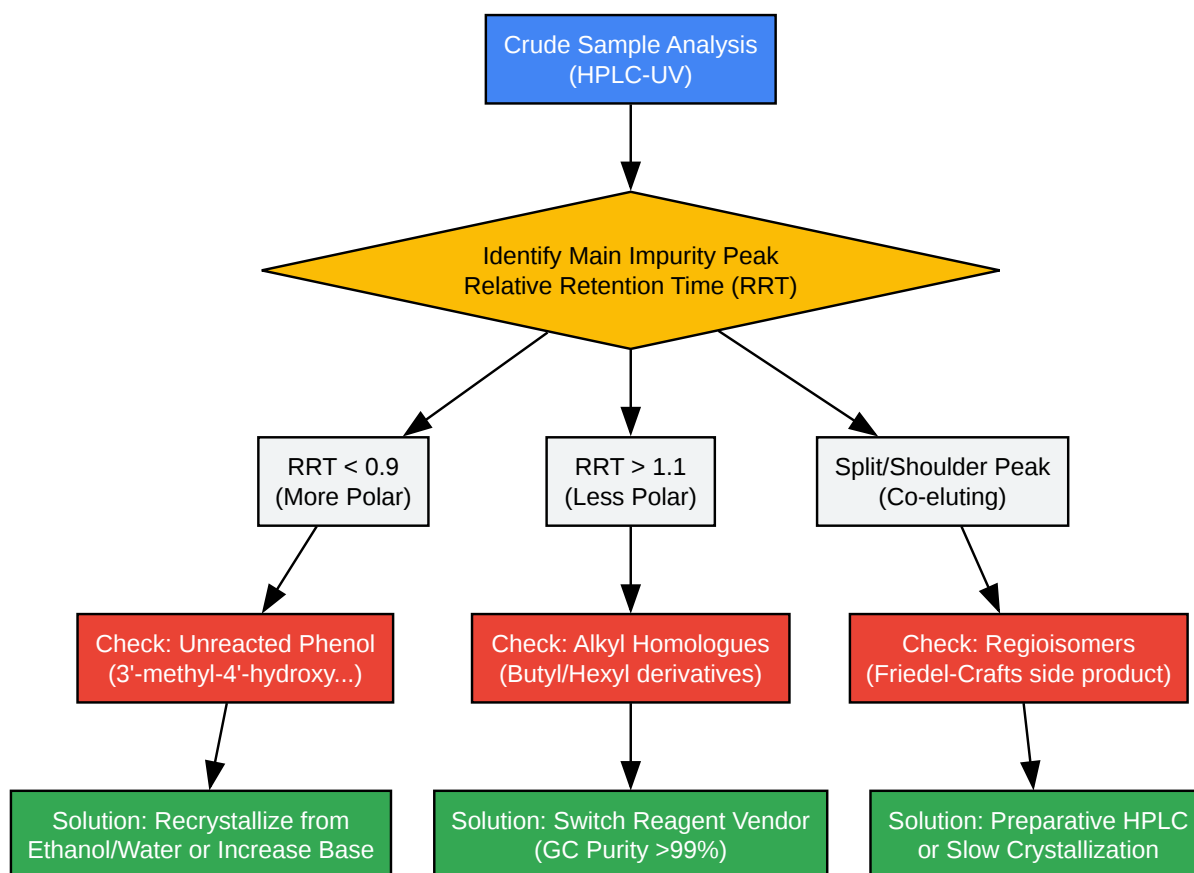 Crude Sample Analysis
(HPLC-UV)
Identify Main Impurity Peak
Relative Retention Time (RRT)
RRT < 0.9
(More Polar)
RRT > 1.1
(Less Polar)
Split/Shoulder Peak
(Co-eluting)
Check: Unreacted Phenol
(3'-methyl-4'-hydroxy...)
Check: Alkyl Homologues
(Butyl/Hexyl derivatives)
Check: Regioisomers
(Friedel-Crafts side product)
Solution: Recrystallize from
Ethanol/Water or Increase Base
Solution: Switch Reagent Vendor
(GC Purity >99%)
Solution: Preparative HPLC
or Slow Crystallization